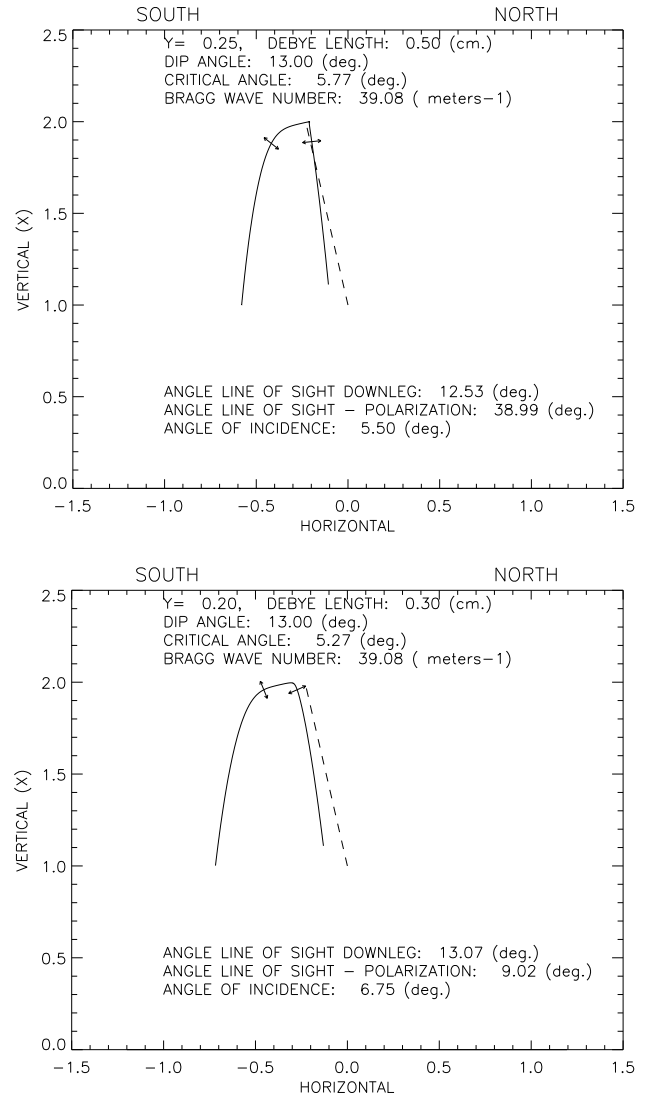 SOUTH NORTH
2.5
Y= 0.25, DEBYE LENGTH: 0.50 (cm.)
DIP ANGLE: 13.00 (deg.)
CRITICAL ANGLE: 5.77 (deg.)
BRAGG WAVE NUMBER: 39.08 ( meters-1)
2.0
1.5
VERTICAL (X)
1.0
0.5
ANGLE LINE OF SIGHT DOWNLEG: 12.53 (deg.)
ANGLE LINE OF SIGHT - POLARIZATION: 38.99 (deg.)
ANGLE OF INCIDENCE: 5.50 (deg.)
0.0
-1.5 -1.0 -0.5 0.0 0.5 1.0 1.5
HORIZONTAL
SOUTH NORTH
2.5
Y= 0.20, DEBYE LENGTH: 0.30 (cm.)
DIP ANGLE: 13.00 (deg.)
CRITICAL ANGLE: 5.27 (deg.)
BRAGG WAVE NUMBER: 39.08 ( meters-1)
2.0
1.5
VERTICAL (X)
1.0
0.5
ANGLE LINE OF SIGHT DOWNLEG: 13.07 (deg.)
ANGLE LINE OF SIGHT - POLARIZATION: 9.02 (deg.)
ANGLE OF INCIDENCE: 6.75 (deg.)
0.0
-1.5 -1.0 -0.5 0.0 0.5 1.0 1.5
HORIZONTAL